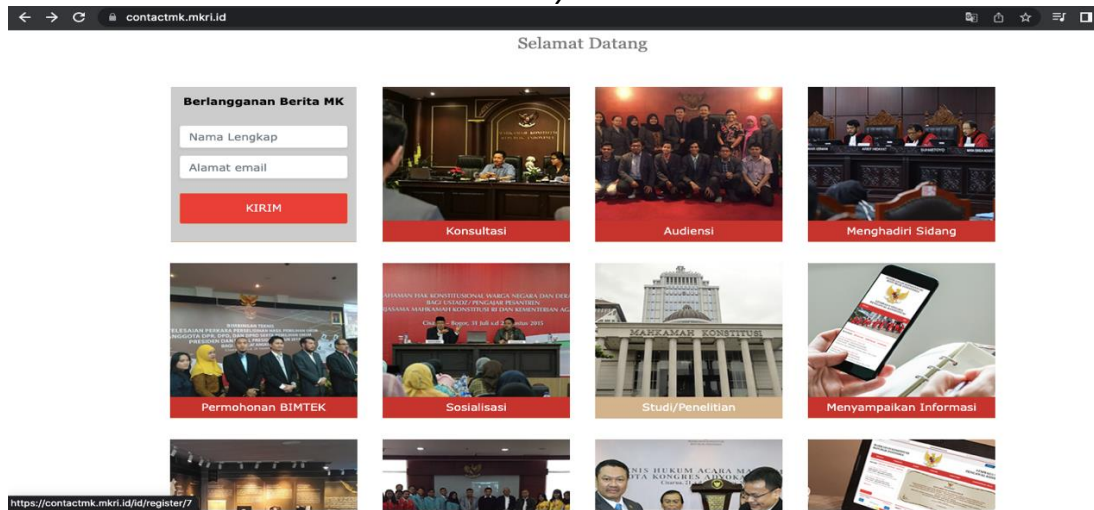 contactmk.mkri.id
Selamat Datang
Berlangganan Berita MK
Nama Lengkap
Alamat email
KIRIM
Konsultasi
Audiensi
Menghadiri Sidang
MAHKAMAH KONSTITUSI
Permohonan BIMTEK
Sosialisasi
Studi/Penelitian
Menyampaikan Informasi
https://contactmk.mkri.id/id/register/7